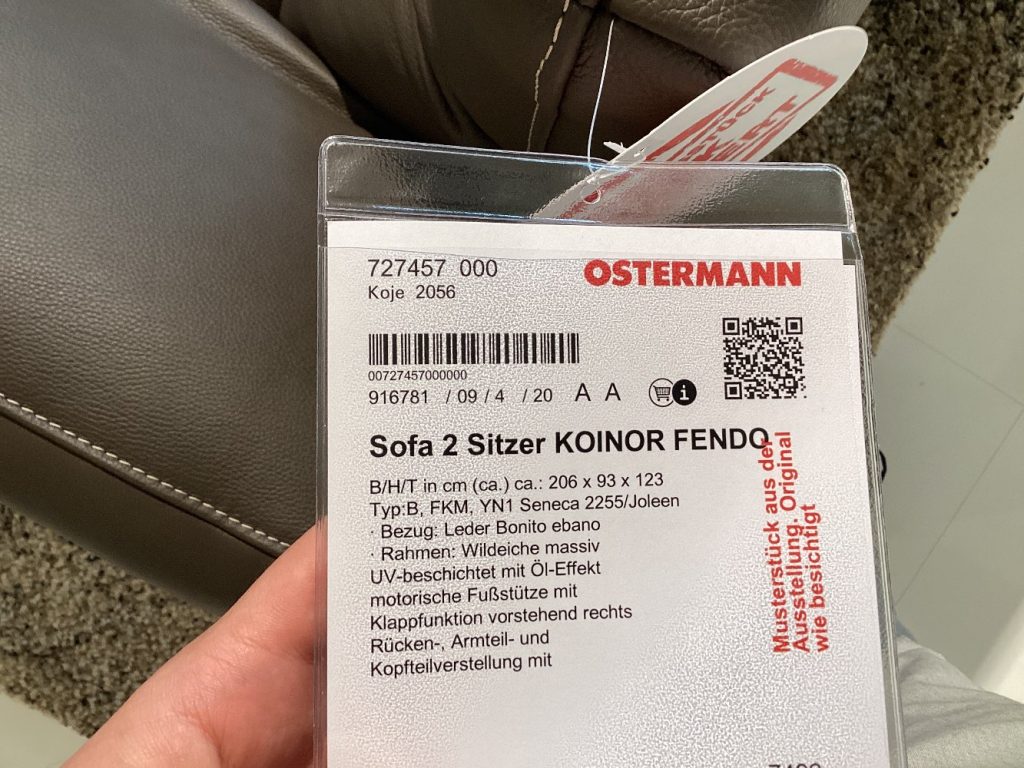 727457 000
OSTERMANN
Koje 2056
00727457000000
916781 / 09 / 4 / 20 A A
Sofa 2 Sitzer KOINOR FENDO
B/H/T in cm (ca.) ca.: 206 x 93 x 123
Typ:B, FKM, YN1 Seneca 2255/Joleen
· Bezug: Leder Bonito ebano
· Rahmen: Wildeiche massiv
UV-beschichtet mit Öl-Effekt
motorische Fußstütze mit
Klappfunktion vorstehend rechts
Rücken-, Armteil- und
Kopfteilverstellung mit
Musterstück aus der
Ausstellung. Original
wie besichtigt